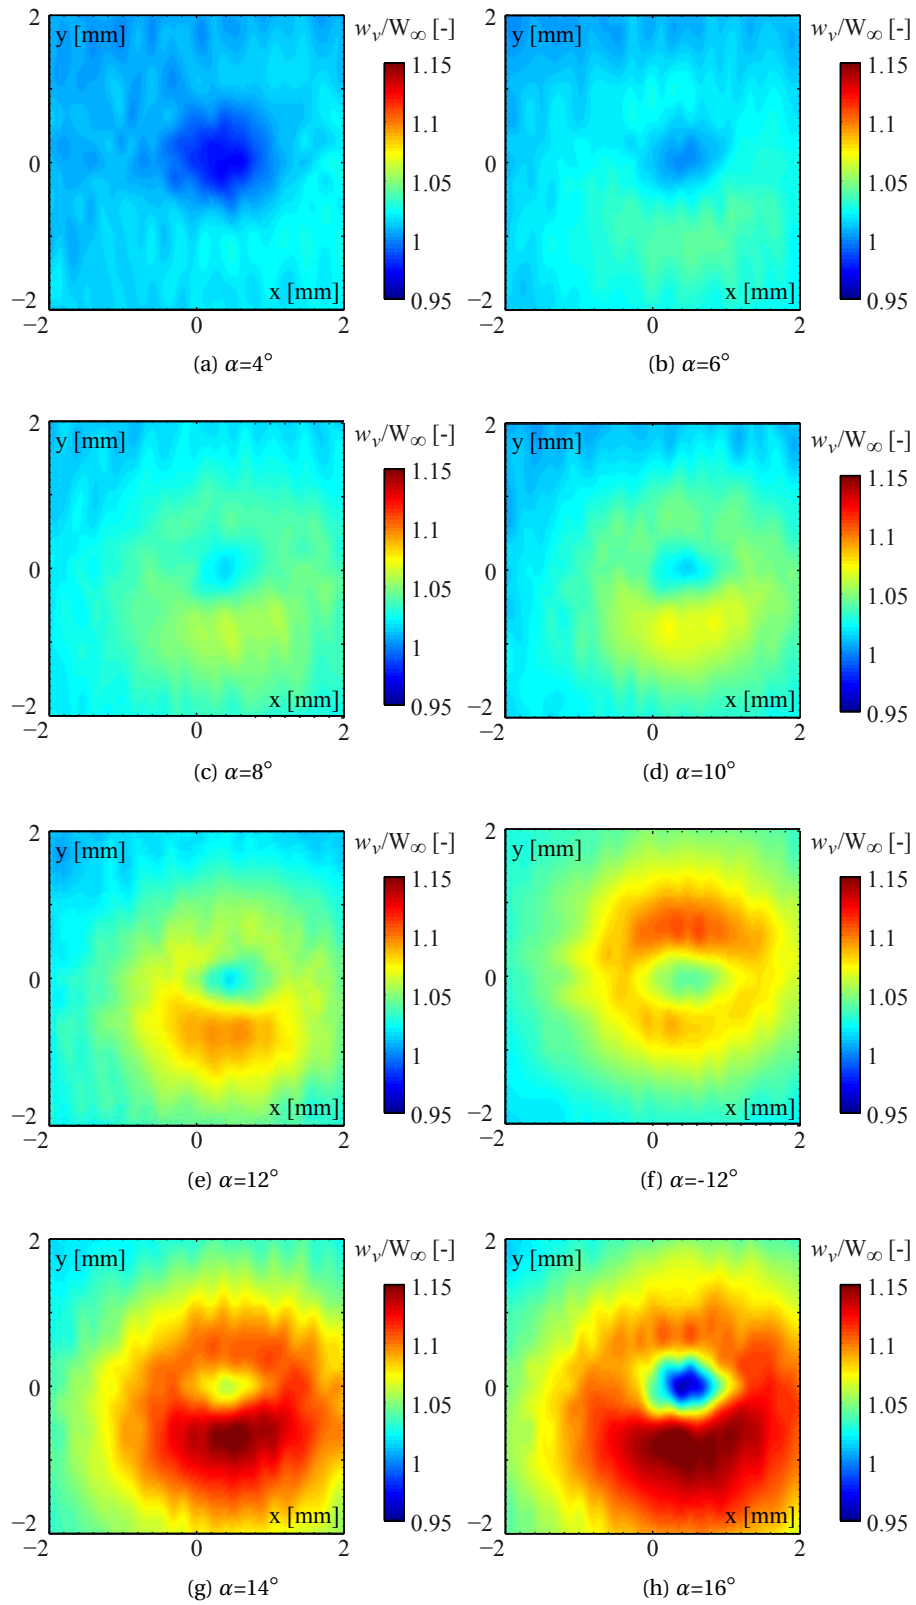 2 y [mm] w_v/W_∞ [-] 2 y [mm] w_v/W_∞ [-]
1.15 1.15
1.1 1.1
0 1.05 0 1.05
1 1
−2 x [mm] 0.95 −2 x [mm] 0.95
−2 0 2 −2 0 2
(a) α=4° (b) α=6°
2 y [mm] w_v/W_∞ [-] 2 y [mm] w_v/W_∞ [-]
1.15 1.15
1.1 1.1
0 1.05 0 1.05
1 1
−2 x [mm] 0.95 −2 x [mm] 0.95
−2 0 2 −2 0 2
(c) α=8° (d) α=10°
2 y [mm] w_v/W_∞ [-] 2 y [mm] w_v/W_∞ [-]
1.15 1.15
1.1 1.1
0 1.05 0 1.05
1 1
−2 x [mm] 0.95 −2 x [mm] 0.95
−2 0 2 −2 0 2
(e) α=12° (f) α=-12°
2 y [mm] w_v/W_∞ [-] 2 y [mm] w_v/W_∞ [-]
1.15 1.15
1.1 1.1
0 1.05 0 1.05
1 1
−2 x [mm] 0.95 −2 x [mm] 0.95
−2 0 2 −2 0 2
(g) α=14° (h) α=16°